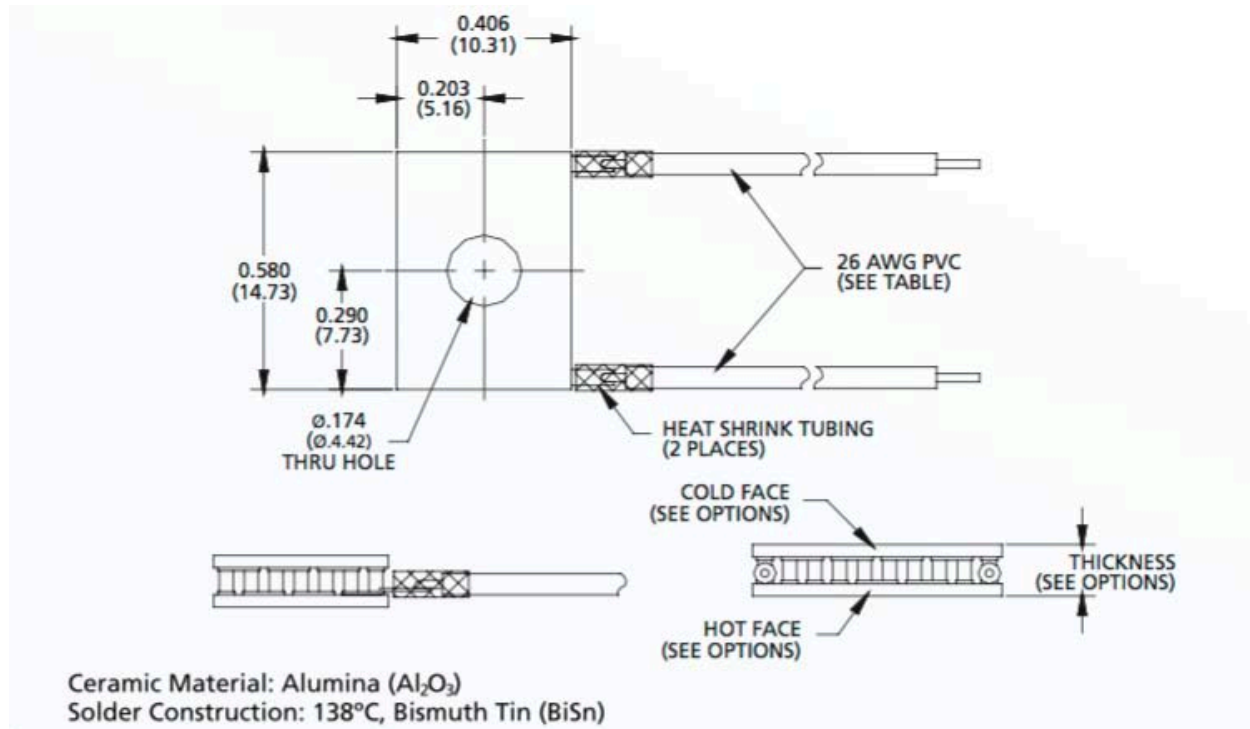 0.406
(10.31)
0.203
(5.16)
0.580
(14.73)
0.290
(7.73)
26 AWG PVC
(SEE TABLE)
Ø.174
(Ø.4.42)
THRU HOLE
HEAT SHRINK TUBING
(2 PLACES)
COLD FACE
(SEE OPTIONS)
THICKNESS
(SEE OPTIONS)
HOT FACE
(SEE OPTIONS)
Ceramic Material: Alumina (Al₂O₃)
Solder Construction: 138ºC, Bismuth Tin (BiSn)